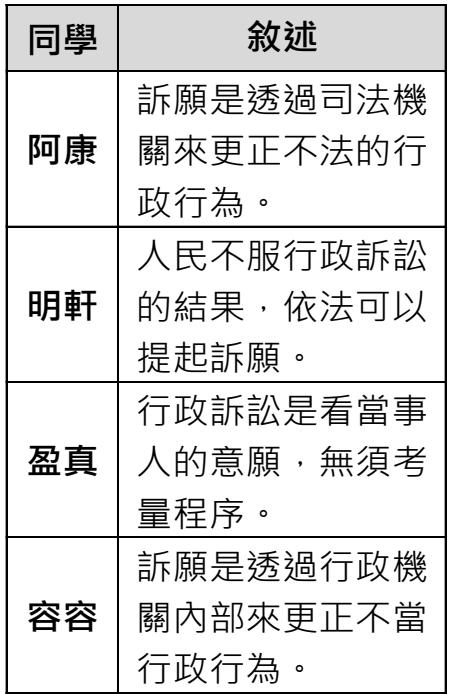 同學 敘述
阿康
訴願是透過司法機
關來更正不法的行
政行為。
明軒
人民不服行政訴訟
的結果，依法可以
提起訴願。
盈真
行政訴訟是看當事
人的意願，無須考
量程序。
容容
訴願是透過行政機
關內部來更正不當
行政行為。